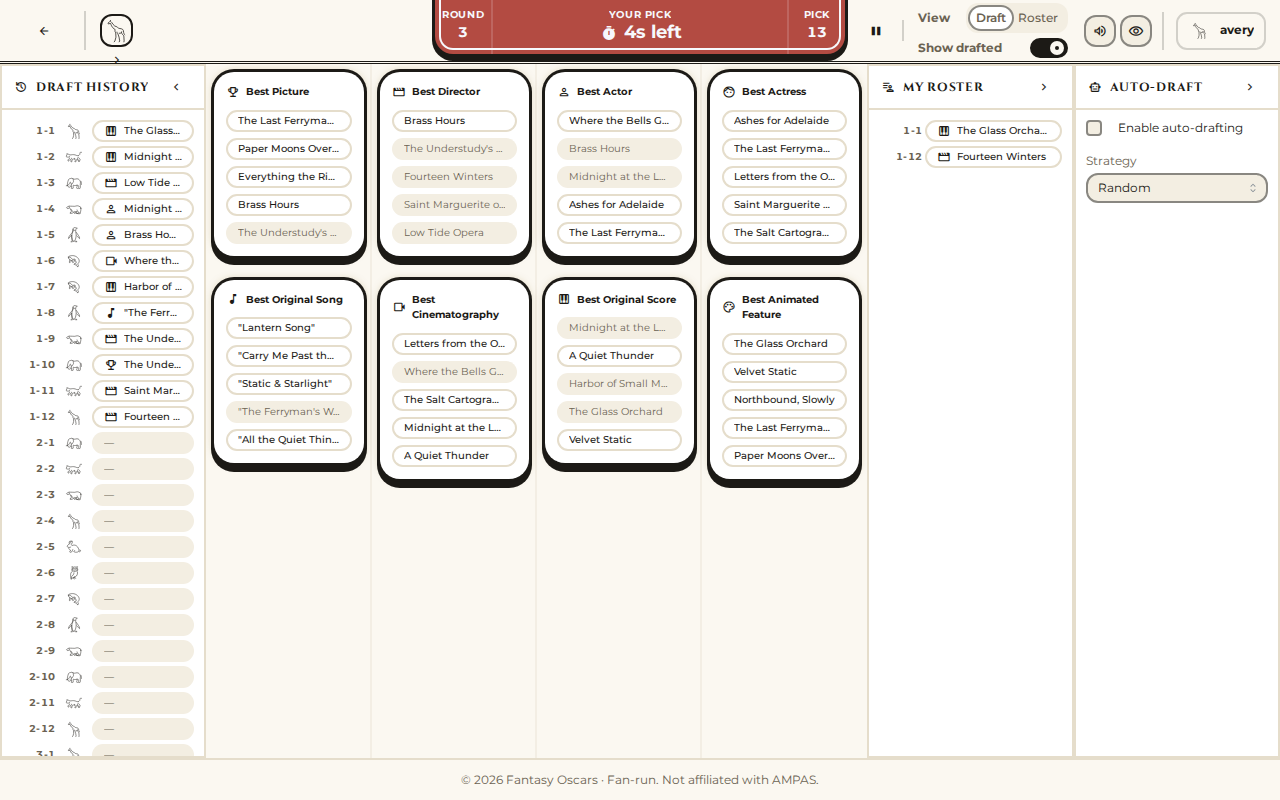 ROUND
3
YOUR PICK
4s left
PICK
13
View
Draft
Roster
Show drafted
avery
DRAFT HISTORY
1-1 The Glass...
1-2 Midnight ...
1-3 Low Tide ...
1-4 Midnight ...
1-5 Brass Ho...
1-6 Where th...
1-7 Harbor of ...
1-8 "The Ferr...
1-9 The Unde...
1-10 The Unde...
1-11 Saint Mar...
1-12 Fourteen ...
2-1 —
2-2 —
2-3 —
2-4 —
2-5 —
2-6 —
2-7 —
2-8 —
2-9 —
2-10 —
2-11 —
2-12 —
3-1 —
Best Picture
The Last Ferryma...
Paper Moons Over...
Everything the Ri...
Brass Hours
The Understudy's ...
Best Director
Brass Hours
The Understudy's ...
Fourteen Winters
Saint Marguerite o...
Low Tide Opera
Best Actor
Where the Bells G...
Brass Hours
Midnight at the L...
Ashes for Adelaide
The Last Ferryma...
Best Actress
Ashes for Adelaide
The Last Ferryma...
Letters from the O...
Saint Marguerite ...
The Salt Cartogra...
Best Original Song
"Lantern Song"
"Carry Me Past th...
"Static & Starlight"
"The Ferryman's W...
"All the Quiet Thin...
Best
Cinematography
Letters from the O...
Where the Bells G...
The Salt Cartogra...
Midnight at the L...
A Quiet Thunder
Best Original Score
Midnight at the L...
A Quiet Thunder
Harbor of Small M...
The Glass Orchard
Velvet Static
Best Animated
Feature
The Glass Orchard
Velvet Static
Northbound, Slowly
The Last Ferryma...
Paper Moons Over...
MY ROSTER
1-1 The Glass Orcha...
1-12 Fourteen Winters
AUTO-DRAFT
Enable auto-drafting
Strategy
Random
© 2026 Fantasy Oscars · Fan-run. Not affiliated with AMPAS.